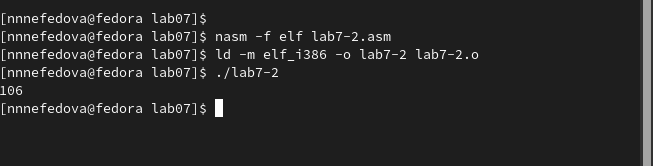 [nnnefedova@fedora lab07]$
[nnnefedova@fedora lab07]$ nasm -f elf lab7-2.asm
[nnnefedova@fedora lab07]$ ld -m elf_i386 -o lab7-2 lab7-2.o
[nnnefedova@fedora lab07]$ ./lab7-2
106
[nnnefedova@fedora lab07]$